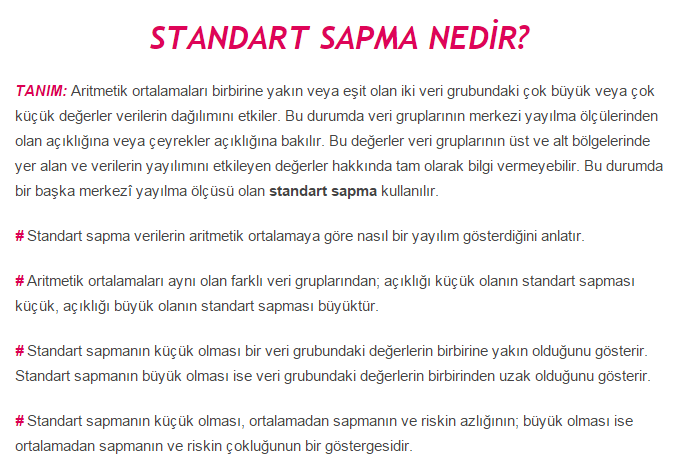 STANDART SAPMA NEDİR?
TANIM: Aritmetik ortalamaları birbirine yakın veya eşit olan iki veri grubundaki çok büyük veya çok
küçük değerler verilerin dağılımını etkiler. Bu durumda veri gruplarının merkezi yayılma ölçülerinden
olan açıklığına veya çeyrekler açıklığına bakılır. Bu değerler veri gruplarının üst ve alt bölgelerinde
yer alan ve verilerin yayılımını etkileyen değerler hakkında tam olarak bilgi vermeyebilir. Bu durumda
bir başka merkezî yayılma ölçüsü olan standart sapma kullanılır.
# Standart sapma verilerin aritmetik ortalamaya göre nasıl bir yayılım gösterdiğini anlatır.
# Aritmetik ortalamaları aynı olan farklı veri gruplarından; açıklığı küçük olanın standart sapması
küçük, açıklığı büyük olanın standart sapması büyüktür.
# Standart sapmanın küçük olması bir veri grubundaki değerlerin birbirine yakın olduğunu gösterir.
Standart sapmanın büyük olması ise veri grubundaki değerlerin birbirinden uzak olduğunu gösterir.
# Standart sapmanın küçük olması, ortalamadan sapmanın ve riskin azlığının; büyük olması ise
ortalamadan sapmanın ve riskin çokluğunun bir göstergesidir.